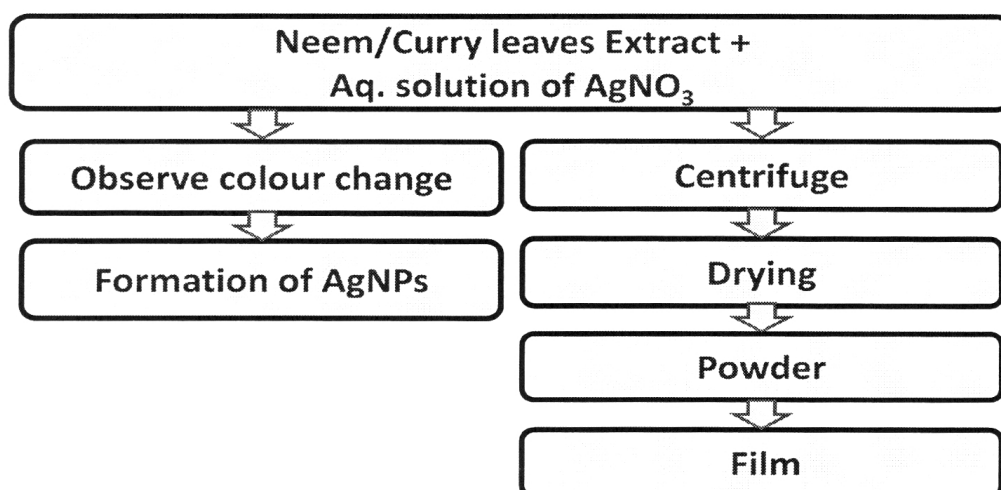 Neem/Curry leaves Extract +
Aq. solution of AgNO₃
Observe colour change
Formation of AgNPs
Centrifuge
Drying
Powder
Film